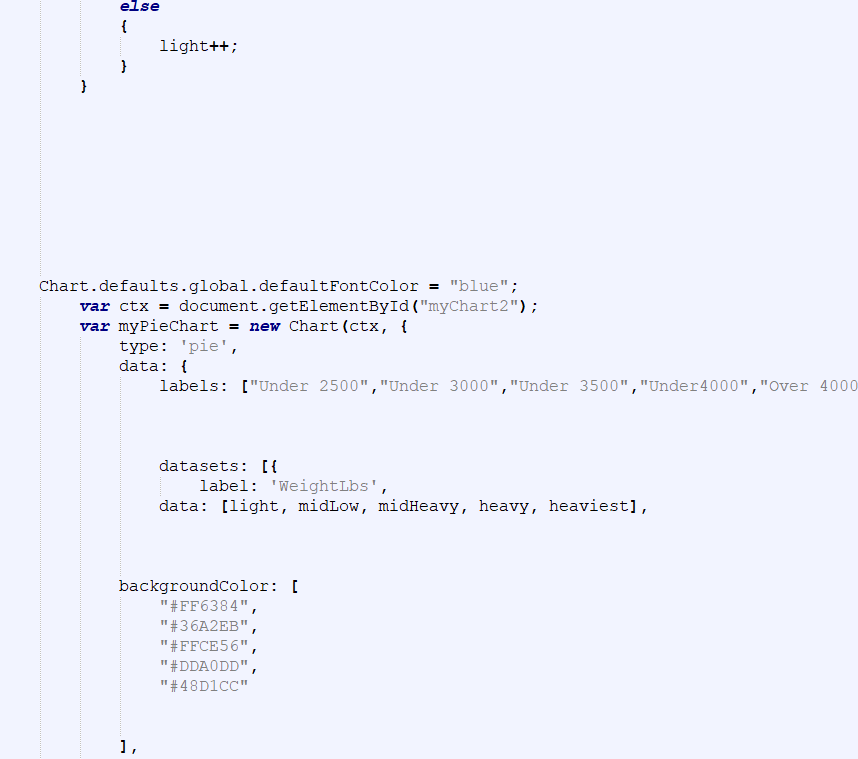 else
{
light++;
}
}
Chart.defaults.global.defaultFontColor = "blue";
var ctx = document.getElementById("myChart2");
var myPieChart = new Chart(ctx, {
type: 'pie',
data: {
labels: ["Under 2500","Under 3000","Under 3500","Under4000","Over 4000
datasets: [{
label: 'WeightLbs',
data: [light, midLow, midHeavy, heavy, heaviest],
backgroundColor: [
"#FF6384",
"#36A2EB",
"#FFCE56",
"#DDA0DD",
"#48D1CC"
],